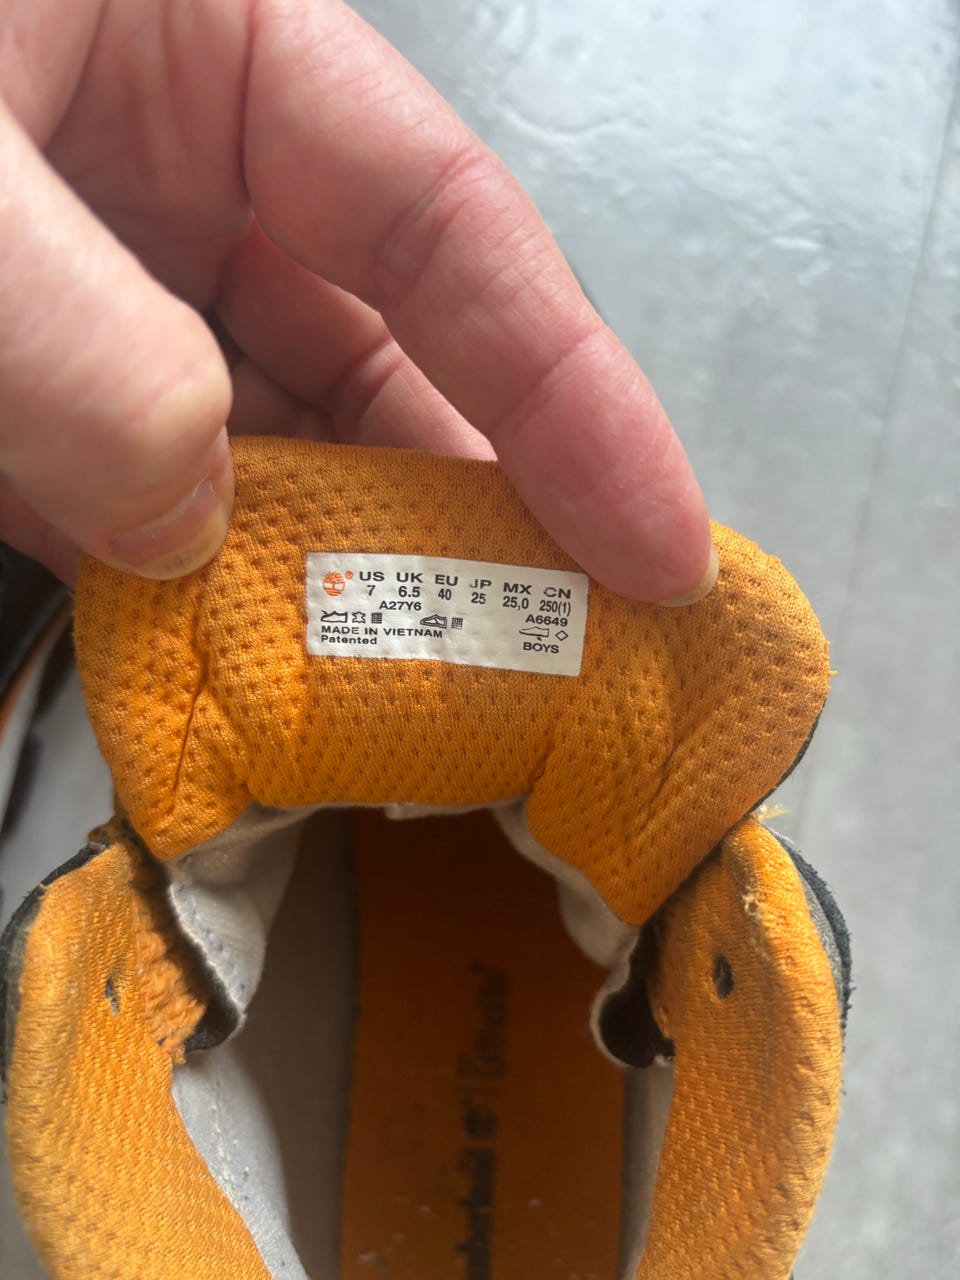 ® US UK EU JP MX CN
7 6.5 40 25 25,0 250(1)
A27Y6 A6649
MADE IN VIETNAM
Patented
BOYS